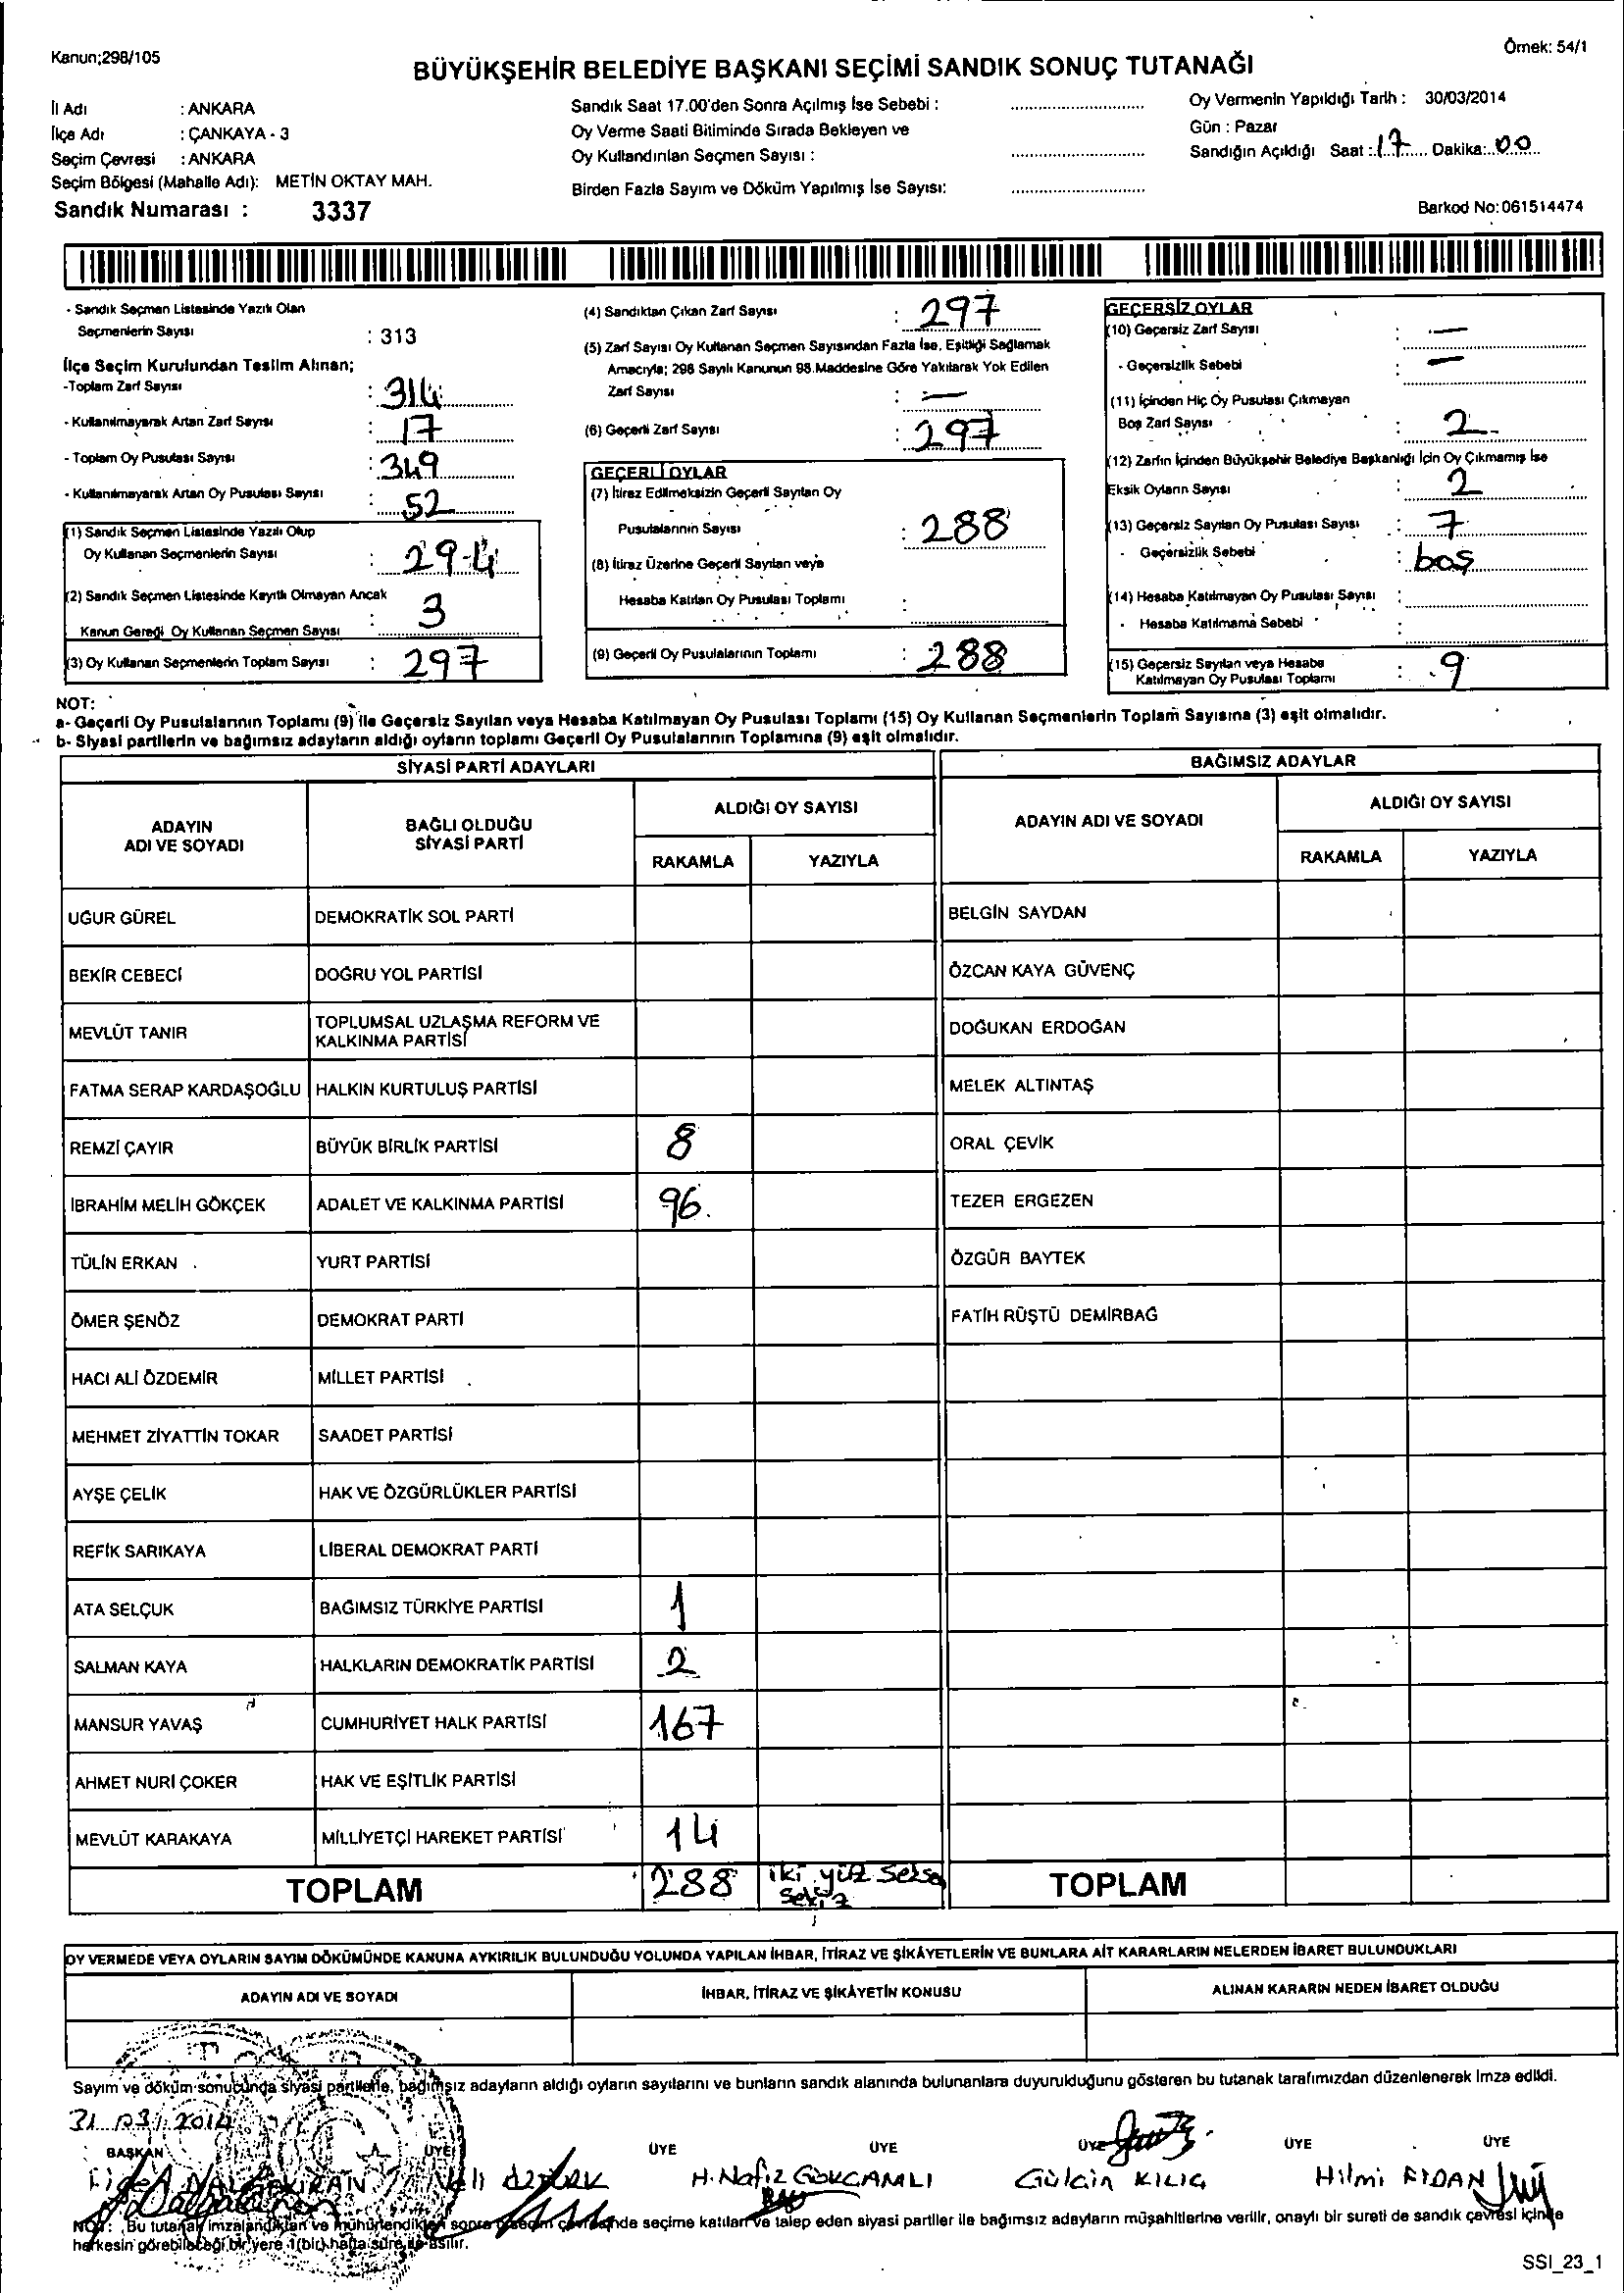 Kanun;298/105
Örnek: 54/1
BÜYÜKŞEHİR BELEDİYE BAŞKANI SEÇİMİ SANDIK SONUÇ TUTANAĞI
İl Adı : ANKARA
İlçe Adı : ÇANKAYA - 3
Seçim Çevresi : ANKARA
Seçim Bölgesi (Mahalle Adı): METİN OKTAY MAH.
Sandık Numarası : 3337
Sandık Saat 17.00'den Sonra Açılmış İse Sebebi :
Oy Verme Saati Bitiminde Sırada Bekleyen ve
Oy Kullandırılan Seçmen Sayısı :
Birden Fazla Sayım ve Döküm Yapılmış İse Sayısı:
Oy Vermenin Yapıldığı Tarih : 30/03/2014
Gün : Pazar
Sandığın Açıldığı Saat : 17 Dakika: 00
Barkod No:061514474
- Sandık Seçmen Listesinde Yazılı Olan
Seçmenlerin Sayısı : 313
İlçe Seçim Kurulundan Teslim Alınan;
-Toplam Zarf Sayısı : 314
- Kullanılmayarak Artan Zarf Sayısı : 17
- Toplam Oy Pusulası Sayısı : 349
- Kullanılmayarak Artan Oy Pusulası Sayısı : 52
(1) Sandık Seçmen Listesinde Yazılı Olup
Oy Kullanan Seçmenlerin Sayısı : 294
(2) Sandık Seçmen Listesinde Kayıtlı Olmayan Ancak
Kanun Gereği Oy Kullanan Seçmen Sayısı : 3
(3) Oy Kullanan Seçmenlerin Toplam Sayısı : 297
(4) Sandıktan Çıkan Zarf Sayısı : 297
(5) Zarf Sayısı Oy Kullanan Seçmen Sayısından Fazla İse, Eşitliği Sağlamak
Amacıyla; 298 Sayılı Kanunun 98.Maddesine Göre Yakılarak Yok Edilen
Zarf Sayısı : —
(6) Geçerli Zarf Sayısı : 297
GEÇERLİ OYLAR
(7) İtiraz Edilmeksizin Geçerli Sayılan Oy
Pusulalarının Sayısı : 288
(8) İtiraz Üzerine Geçerli Sayılan veya
Hesaba Katılan Oy Pusulası Toplamı :
(9) Geçerli Oy Pusulalarının Toplamı : 288
GEÇERSİZ OYLAR
(10) Geçersiz Zarf Sayısı : —
- Geçersizlik Sebebi : —
(11) İçinden Hiç Oy Pusulası Çıkmayan
Boş Zarf Sayısı : 2
(12) Zarfın İçinden Büyükşehir Belediye Başkanlığı İçin Oy Çıkmamış İse
Eksik Oyların Sayısı : 2
(13) Geçersiz Sayılan Oy Pusulası Sayısı : 7
- Geçersizlik Sebebi : boş
(14) Hesaba Katılmayan Oy Pusulası Sayısı :
- Hesaba Katılmama Sebebi :
(15) Geçersiz Sayılan veya Hesaba
Katılmayan Oy Pusulası Toplamı : 9
NOT:
a- Geçerli Oy Pusulalarının Toplamı (9) ile Geçersiz Sayılan veya Hesaba Katılmayan Oy Pusulası Toplamı (15) Oy Kullanan Seçmenlerin Toplam Sayısına (3) eşit olmalıdır.
b- Siyasi partilerin ve bağımsız adayların aldığı oyların toplamı Geçerli Oy Pusulalarının Toplamına (9) eşit olmalıdır.
SİYASİ PARTİ ADAYLARI
BAĞIMSIZ ADAYLAR
ADAYIN ADI VE SOYADI
BAĞLI OLDUĞU SİYASİ PARTİ
ALDIĞI OY SAYISI
RAKAMLA YAZIYLA
ADAYIN ADI VE SOYADI
ALDIĞI OY SAYISI
RAKAMLA YAZIYLA
UĞUR GÜREL DEMOKRATİK SOL PARTİ BELGİN SAYDAN
BEKİR CEBECİ DOĞRU YOL PARTİSİ ÖZCAN KAYA GÜVENÇ
MEVLÜT TANIR TOPLUMSAL UZLAŞMA REFORM VE KALKINMA PARTİSİ DOĞUKAN ERDOĞAN
FATMA SERAP KARDAŞOĞLU HALKIN KURTULUŞ PARTİSİ MELEK ALTINTAŞ
REMZİ ÇAYIR BÜYÜK BİRLİK PARTİSİ 8 ORAL ÇEVİK
İBRAHİM MELİH GÖKÇEK ADALET VE KALKINMA PARTİSİ 96. TEZER ERGEZEN
TÜLİN ERKAN YURT PARTİSİ ÖZGÜR BAYTEK
ÖMER ŞENÖZ DEMOKRAT PARTİ FATİH RÜŞTÜ DEMİRBAĞ
HACI ALİ ÖZDEMİR MİLLET PARTİSİ
MEHMET ZİYATTİN TOKAR SAADET PARTİSİ
AYŞE ÇELİK HAK VE ÖZGÜRLÜKLER PARTİSİ
REFİK SARIKAYA LİBERAL DEMOKRAT PARTİ
ATA SELÇUK BAĞIMSIZ TÜRKİYE PARTİSİ 1
SALMAN KAYA HALKLARIN DEMOKRATİK PARTİSİ 2
MANSUR YAVAŞ CUMHURİYET HALK PARTİSİ 167
AHMET NURİ ÇOKER HAK VE EŞİTLİK PARTİSİ
MEVLÜT KARAKAYA MİLLİYETÇİ HAREKET PARTİSİ 14
TOPLAM 288 iki yüz seksen sekiz TOPLAM
OY VERMEDE VEYA OYLARIN SAYIM DÖKÜMÜNDE KANUNA AYKIRILIK BULUNDUĞU YOLUNDA YAPILAN İHBAR, İTİRAZ VE ŞİKÂYETLERİN VE BUNLARA AİT KARARLARIN NELERDEN İBARET BULUNDUKLARI
ADAYIN ADI VE SOYADI İHBAR, İTİRAZ VE ŞİKÂYETİN KONUSU ALINAN KARARIN NEDEN İBARET OLDUĞU
Sayım ve döküm sonucunda siyasi partilerle, bağımsız adayların aldığı oyların sayılarını ve bunların sandık alanında bulunanlara duyurulduğunu gösteren bu tutanak tarafımızdan düzenlenerek imza edildi.
31.03.2014
BAŞKAN ÜYE ÜYE ÜYE ÜYE ÜYE ÜYE
H. Nafiz GÖKCAMLI Gülçin KILIÇ Hilmi FIDAN
NOT: Bu tutanak imzalandıktan ve mühürlendikten sonra seçim çevresinde seçime katılan ve talep eden siyasi partiler ile bağımsız adayların müşahitlerine verilir, onaylı bir sureti de sandık çevresi içinde
herkesin görebileceği bir yere 1(bir) hafta süre ile asılır.
SSI_23_1